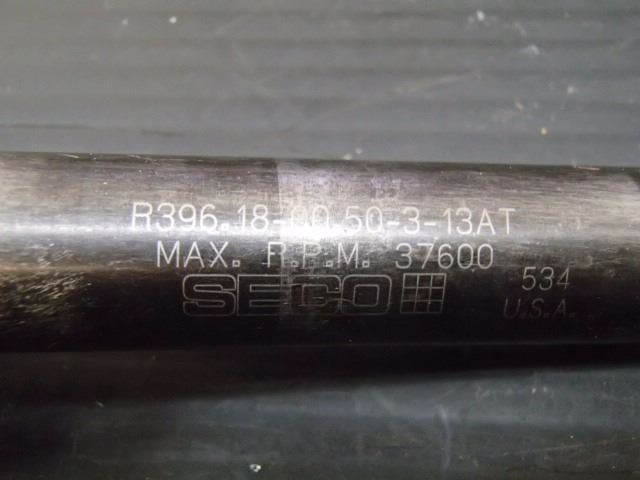 R396.18-00.50-3-13AT
MAX. R.P.M. 37600
SECO
534
U.S.A.